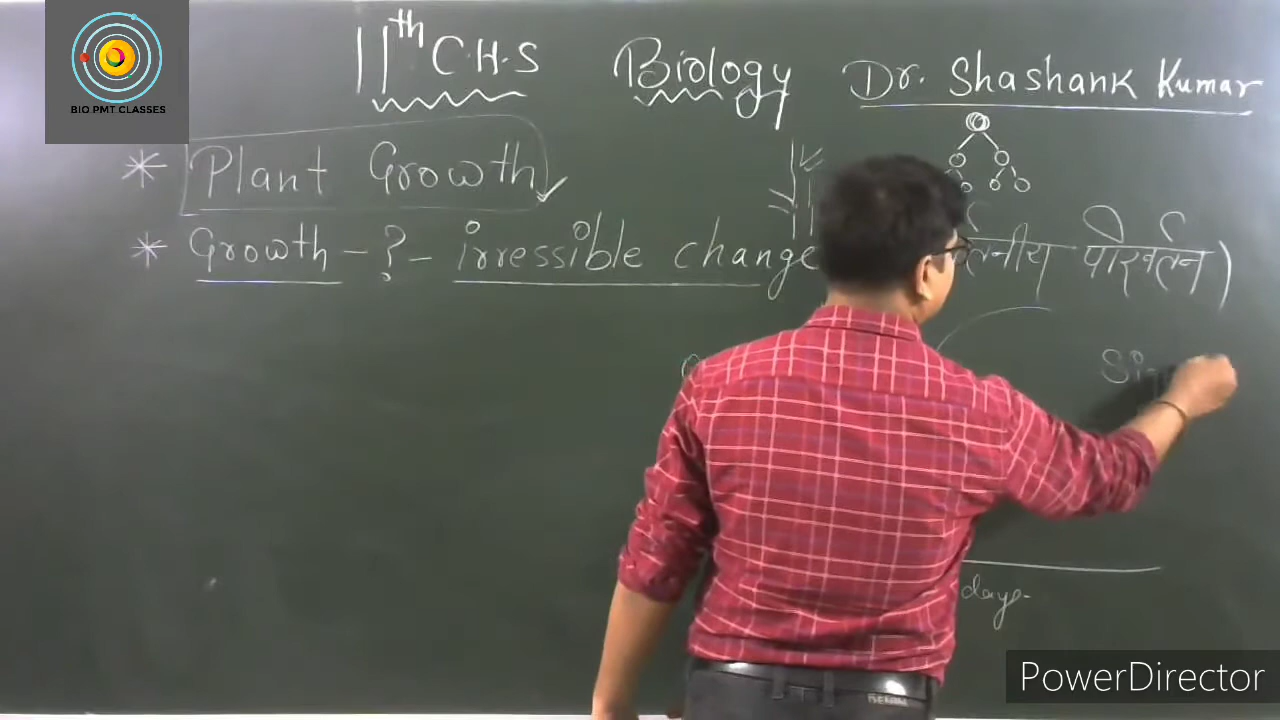 BIO PMT CLASSES
11th C.H.S Biology Dr. Shashank Kumar
* Plant Growth
* Growth - ? - irressible change परिवर्तन)
days
PowerDirector